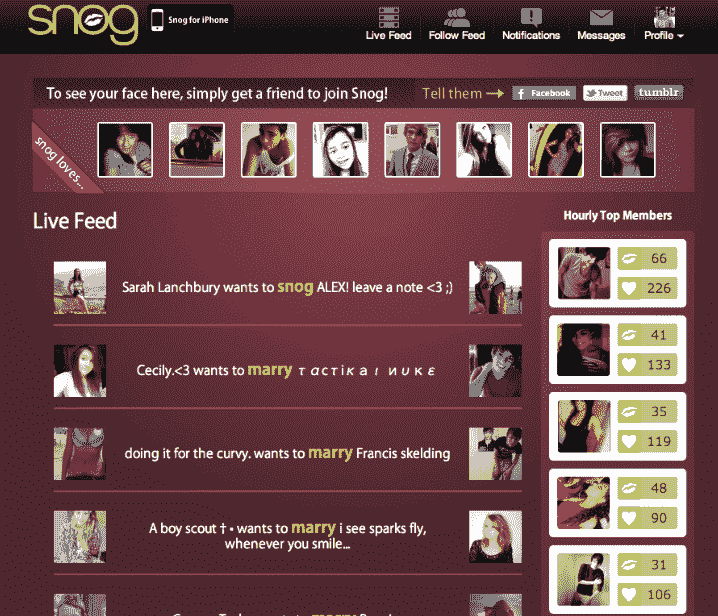 snog
Snog for iPhone
Live Feed
Follow Feed
Notifications
Messages
Profile
To see your face here, simply get a friend to join Snog!
Tell them
Facebook
Tweet
tumblr
snog loves...
Live Feed
Hourly Top Members
Sarah Lanchbury wants to snog ALEX! leave a note <3 ;)
Cecily.<3 wants to marry τ α c τ i κ a ι и υ κ ε
doing it for the curvy. wants to marry Francis skelding
A boy scout † • wants to marry i see sparks fly,
whenever you smile...
66
226
41
133
35
119
48
90
31
106